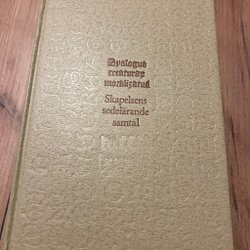 Dyalogus
creaturarum
moralizatus
Skapelsens
sedelärande
samtal